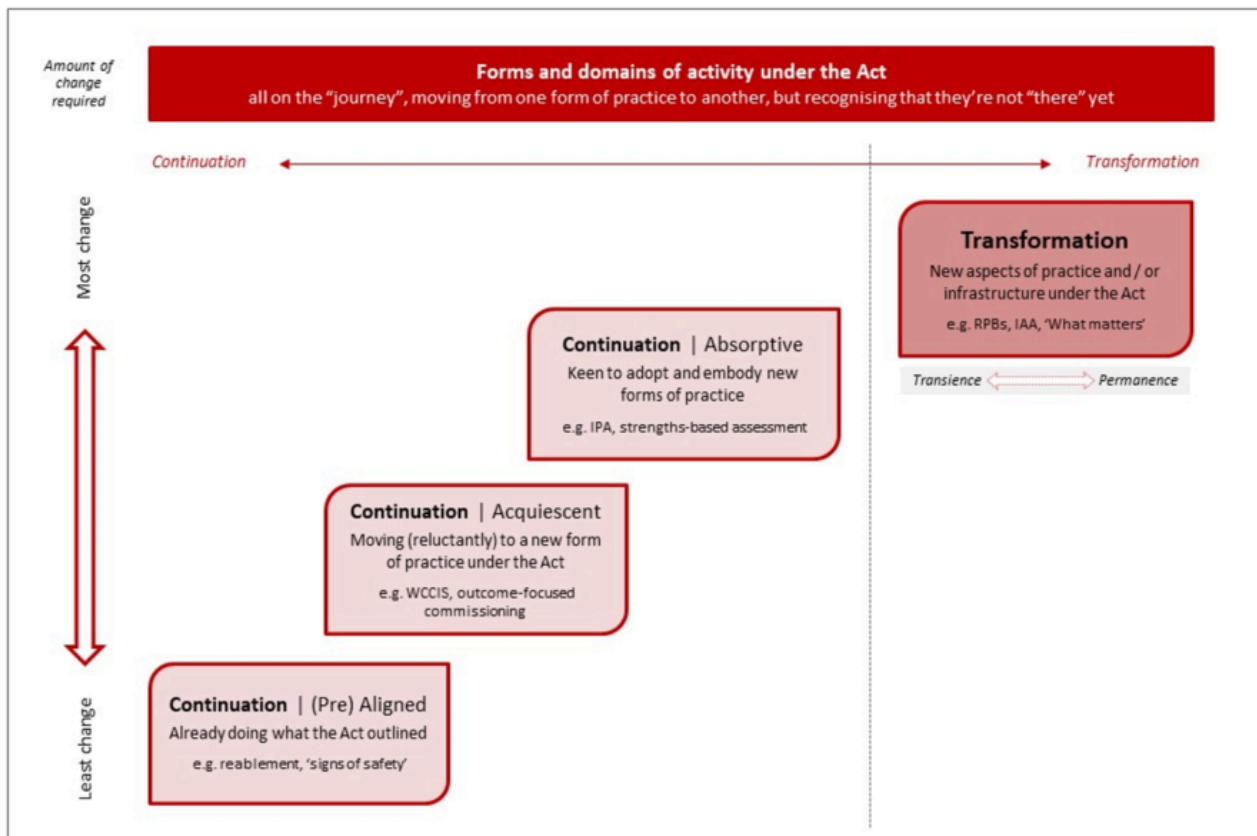 Amount of
change
required
Forms and domains of activity under the Act
all on the “journey”, moving from one form of practice to another, but recognising that they’re not “there” yet
Continuation
Transformation
Most change
Transformation
New aspects of practice and / or
infrastructure under the Act
e.g. RPBs, IAA, ‘What matters’
Transience
Permanence
Continuation | Absorptive
Keen to adopt and embody new
forms of practice
e.g. IPA, strengths-based assessment
Continuation | Acquiescent
Moving (reluctantly) to a new form
of practice under the Act
e.g. WCCIS, outcome-focused
commissioning
Continuation | (Pre) Aligned
Already doing what the Act outlined
e.g. reablement, ‘signs of safety’
Least change